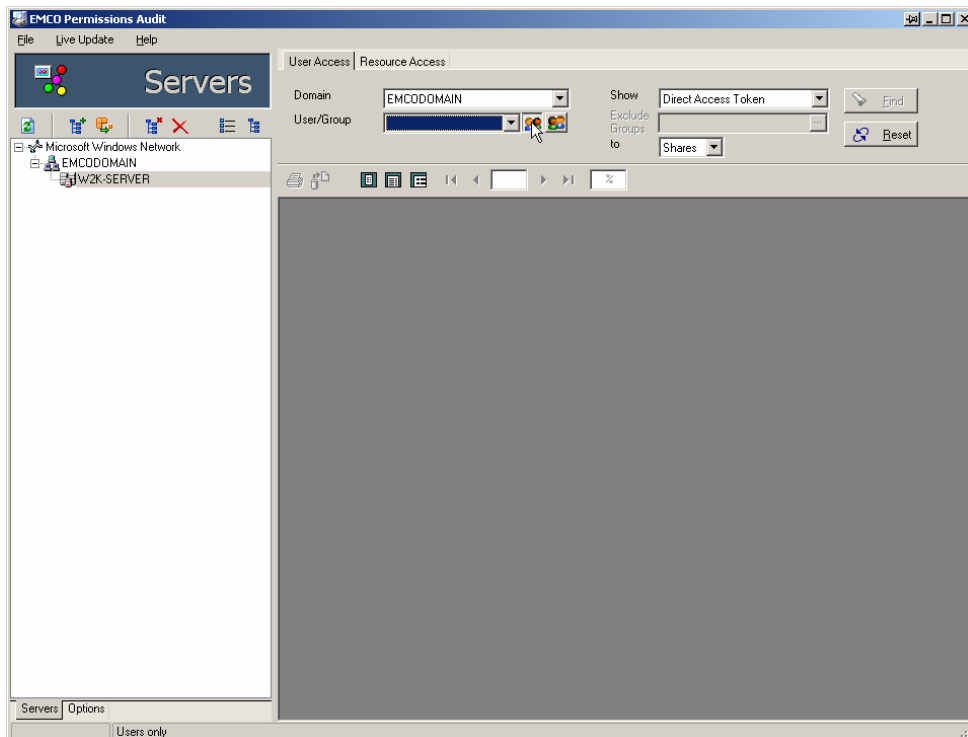 EMCO Permissions Audit
File Live Update Help
Servers
User Access Resource Access
Domain EMCODOMAIN Show Direct Access Token Find
User/Group Exclude Groups ...
to Shares Reset
%
Microsoft Windows Network
EMCODOMAIN
W2K-SERVER
Servers Options
Users only